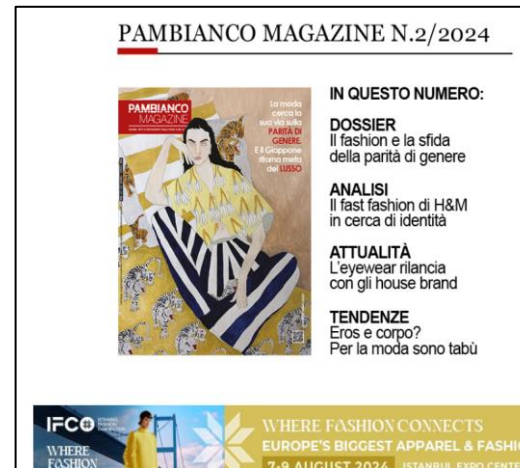 PAMBIANCO MAGAZINE N.2/2024
PAMBIANCO
MAGAZINE
La moda
cerca la
sua via sulla
PARITÀ DI
GENERE.
E il Giappone
ritorna meta
del LUSSO
IN QUESTO NUMERO:
DOSSIER
Il fashion e la sfida
della parità di genere
ANALISI
Il fast fashion di H&M
in cerca di identità
ATTUALITÀ
L'eyewear rilancia
con gli house brand
TENDENZE
Eros e corpo?
Per la moda sono tabù
IFCO
WHERE
FASHION
WHERE FASHION CONNECTS
EUROPE'S BIGGEST APPAREL & FASHI
7-9 AUGUST 2024 ISTANBUL EXPO CENTE